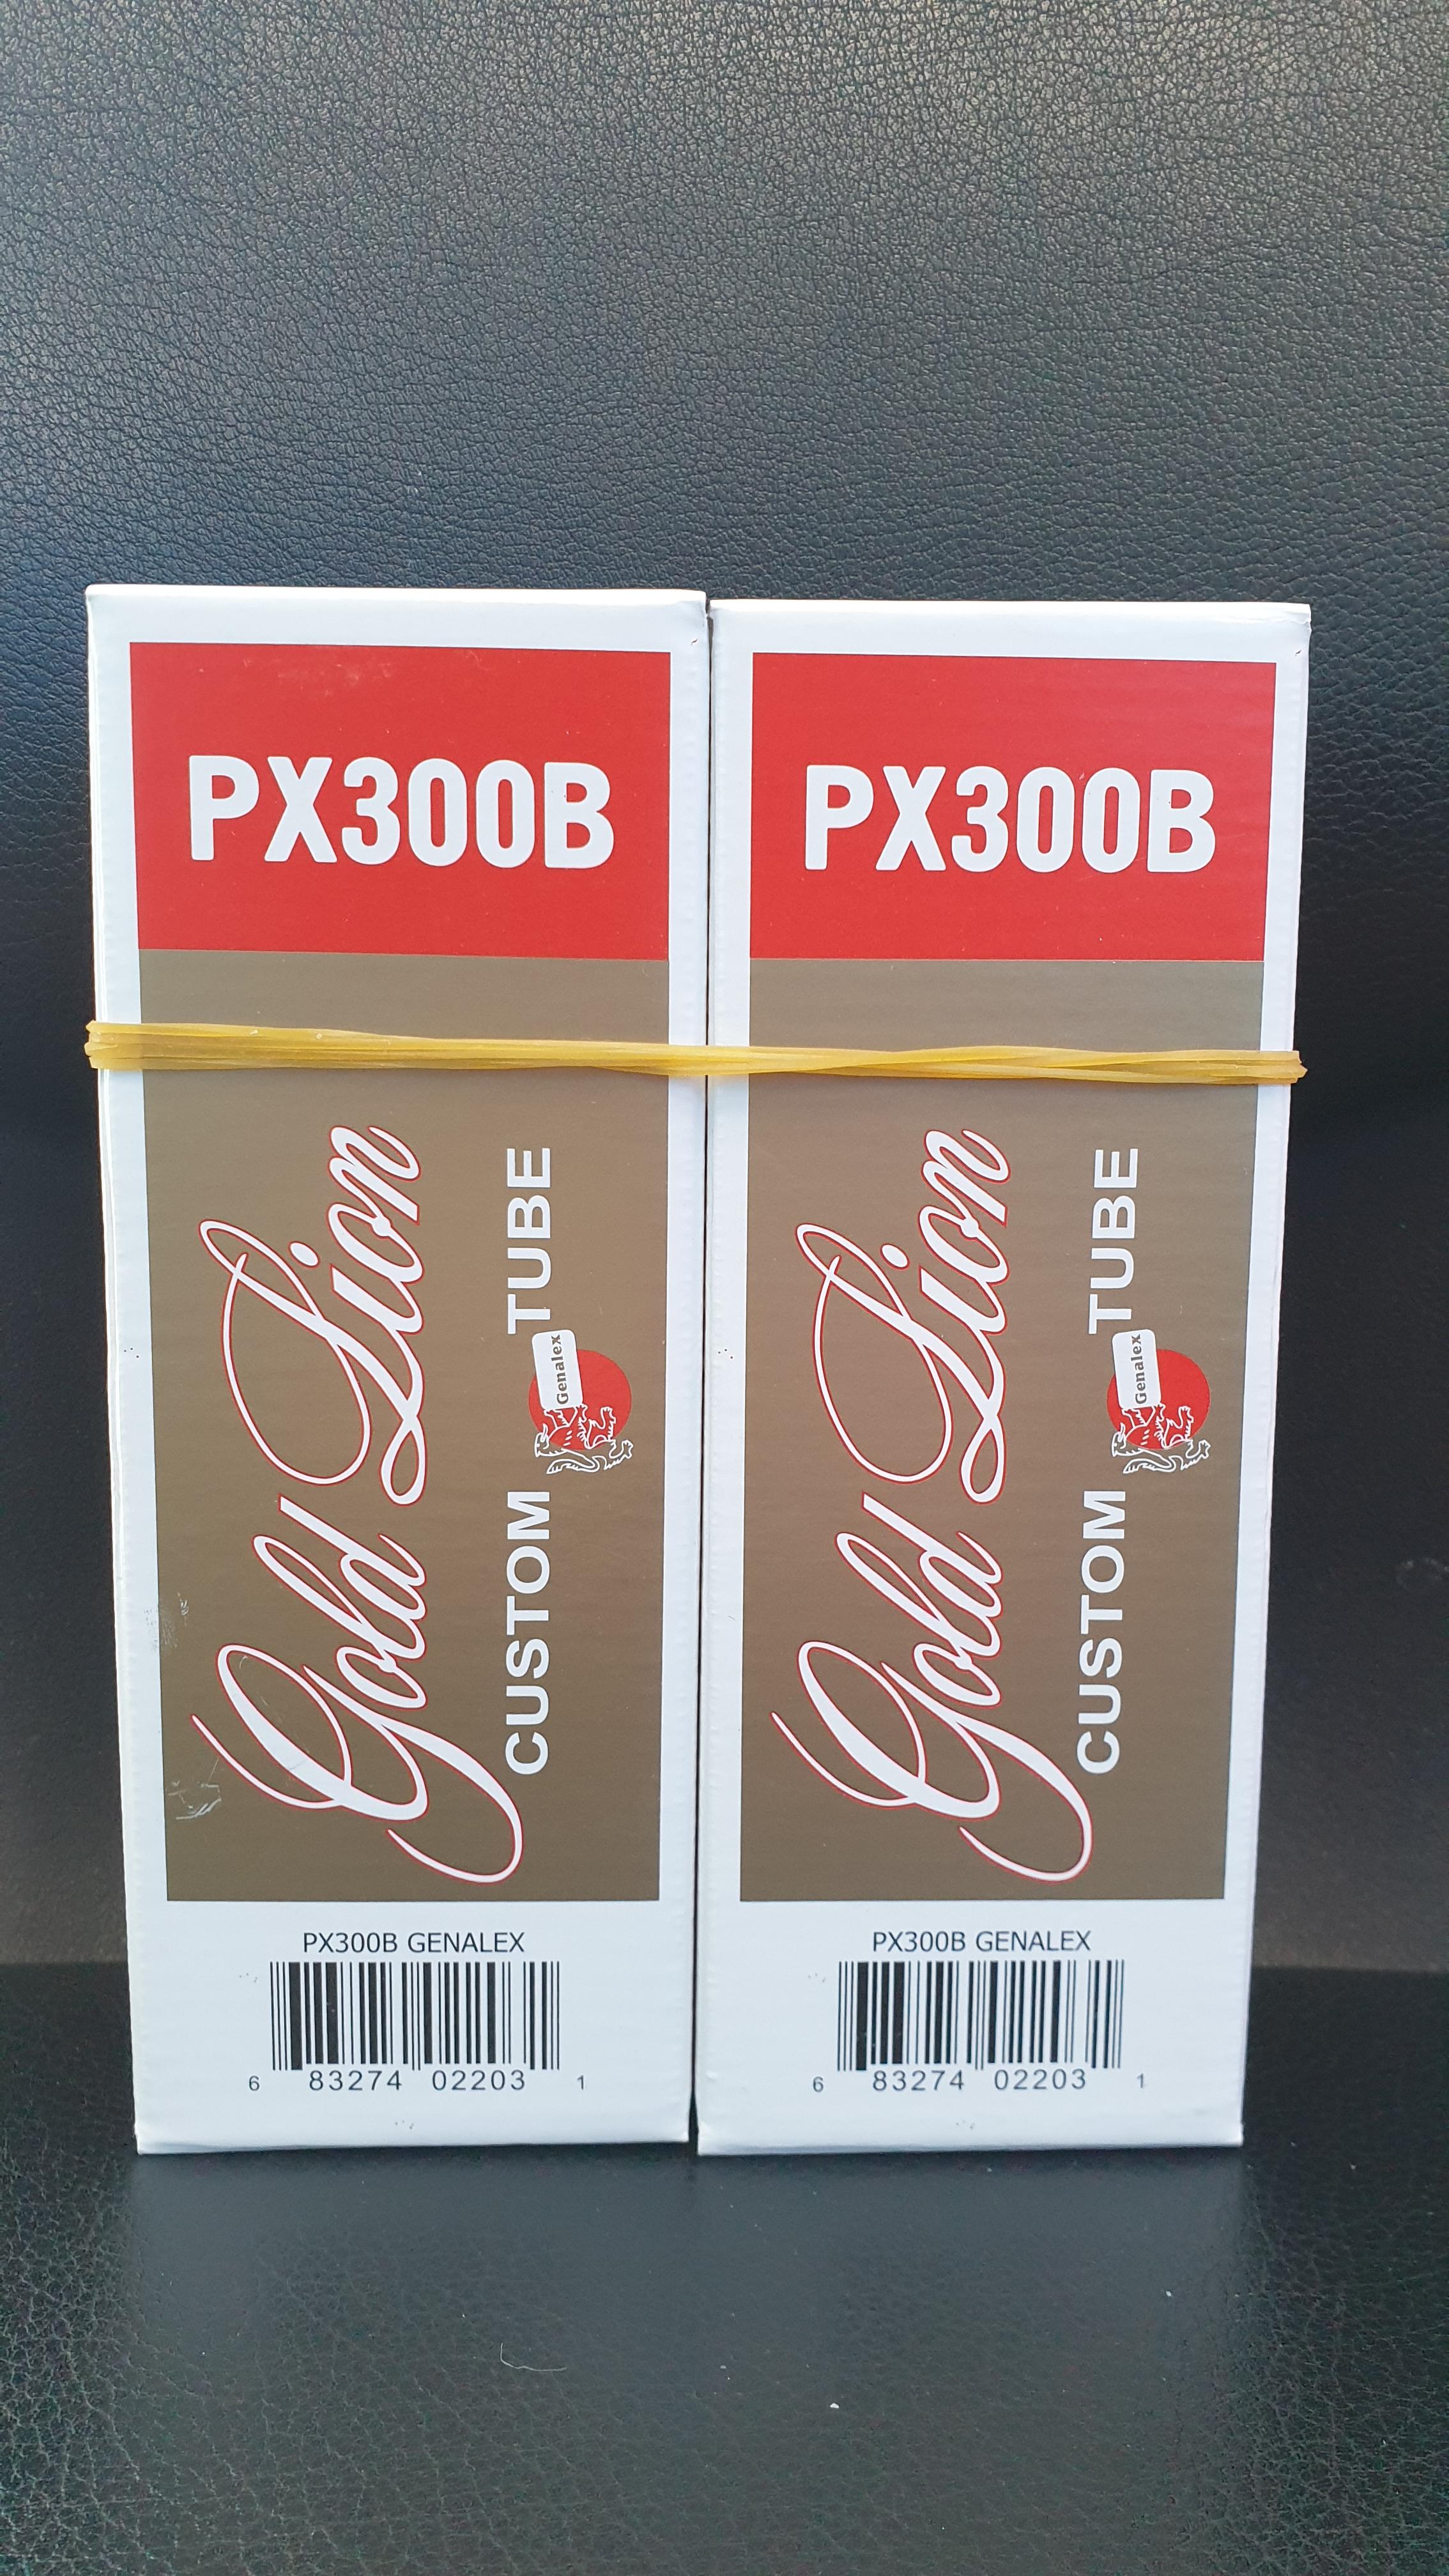 PX300B
Gold Lion
CUSTOM TUBE
Genalex
PX300B GENALEX
6 83274 02203 1
PX300B
Gold Lion
CUSTOM TUBE
Genalex
PX300B GENALEX
6 83274 02203 1